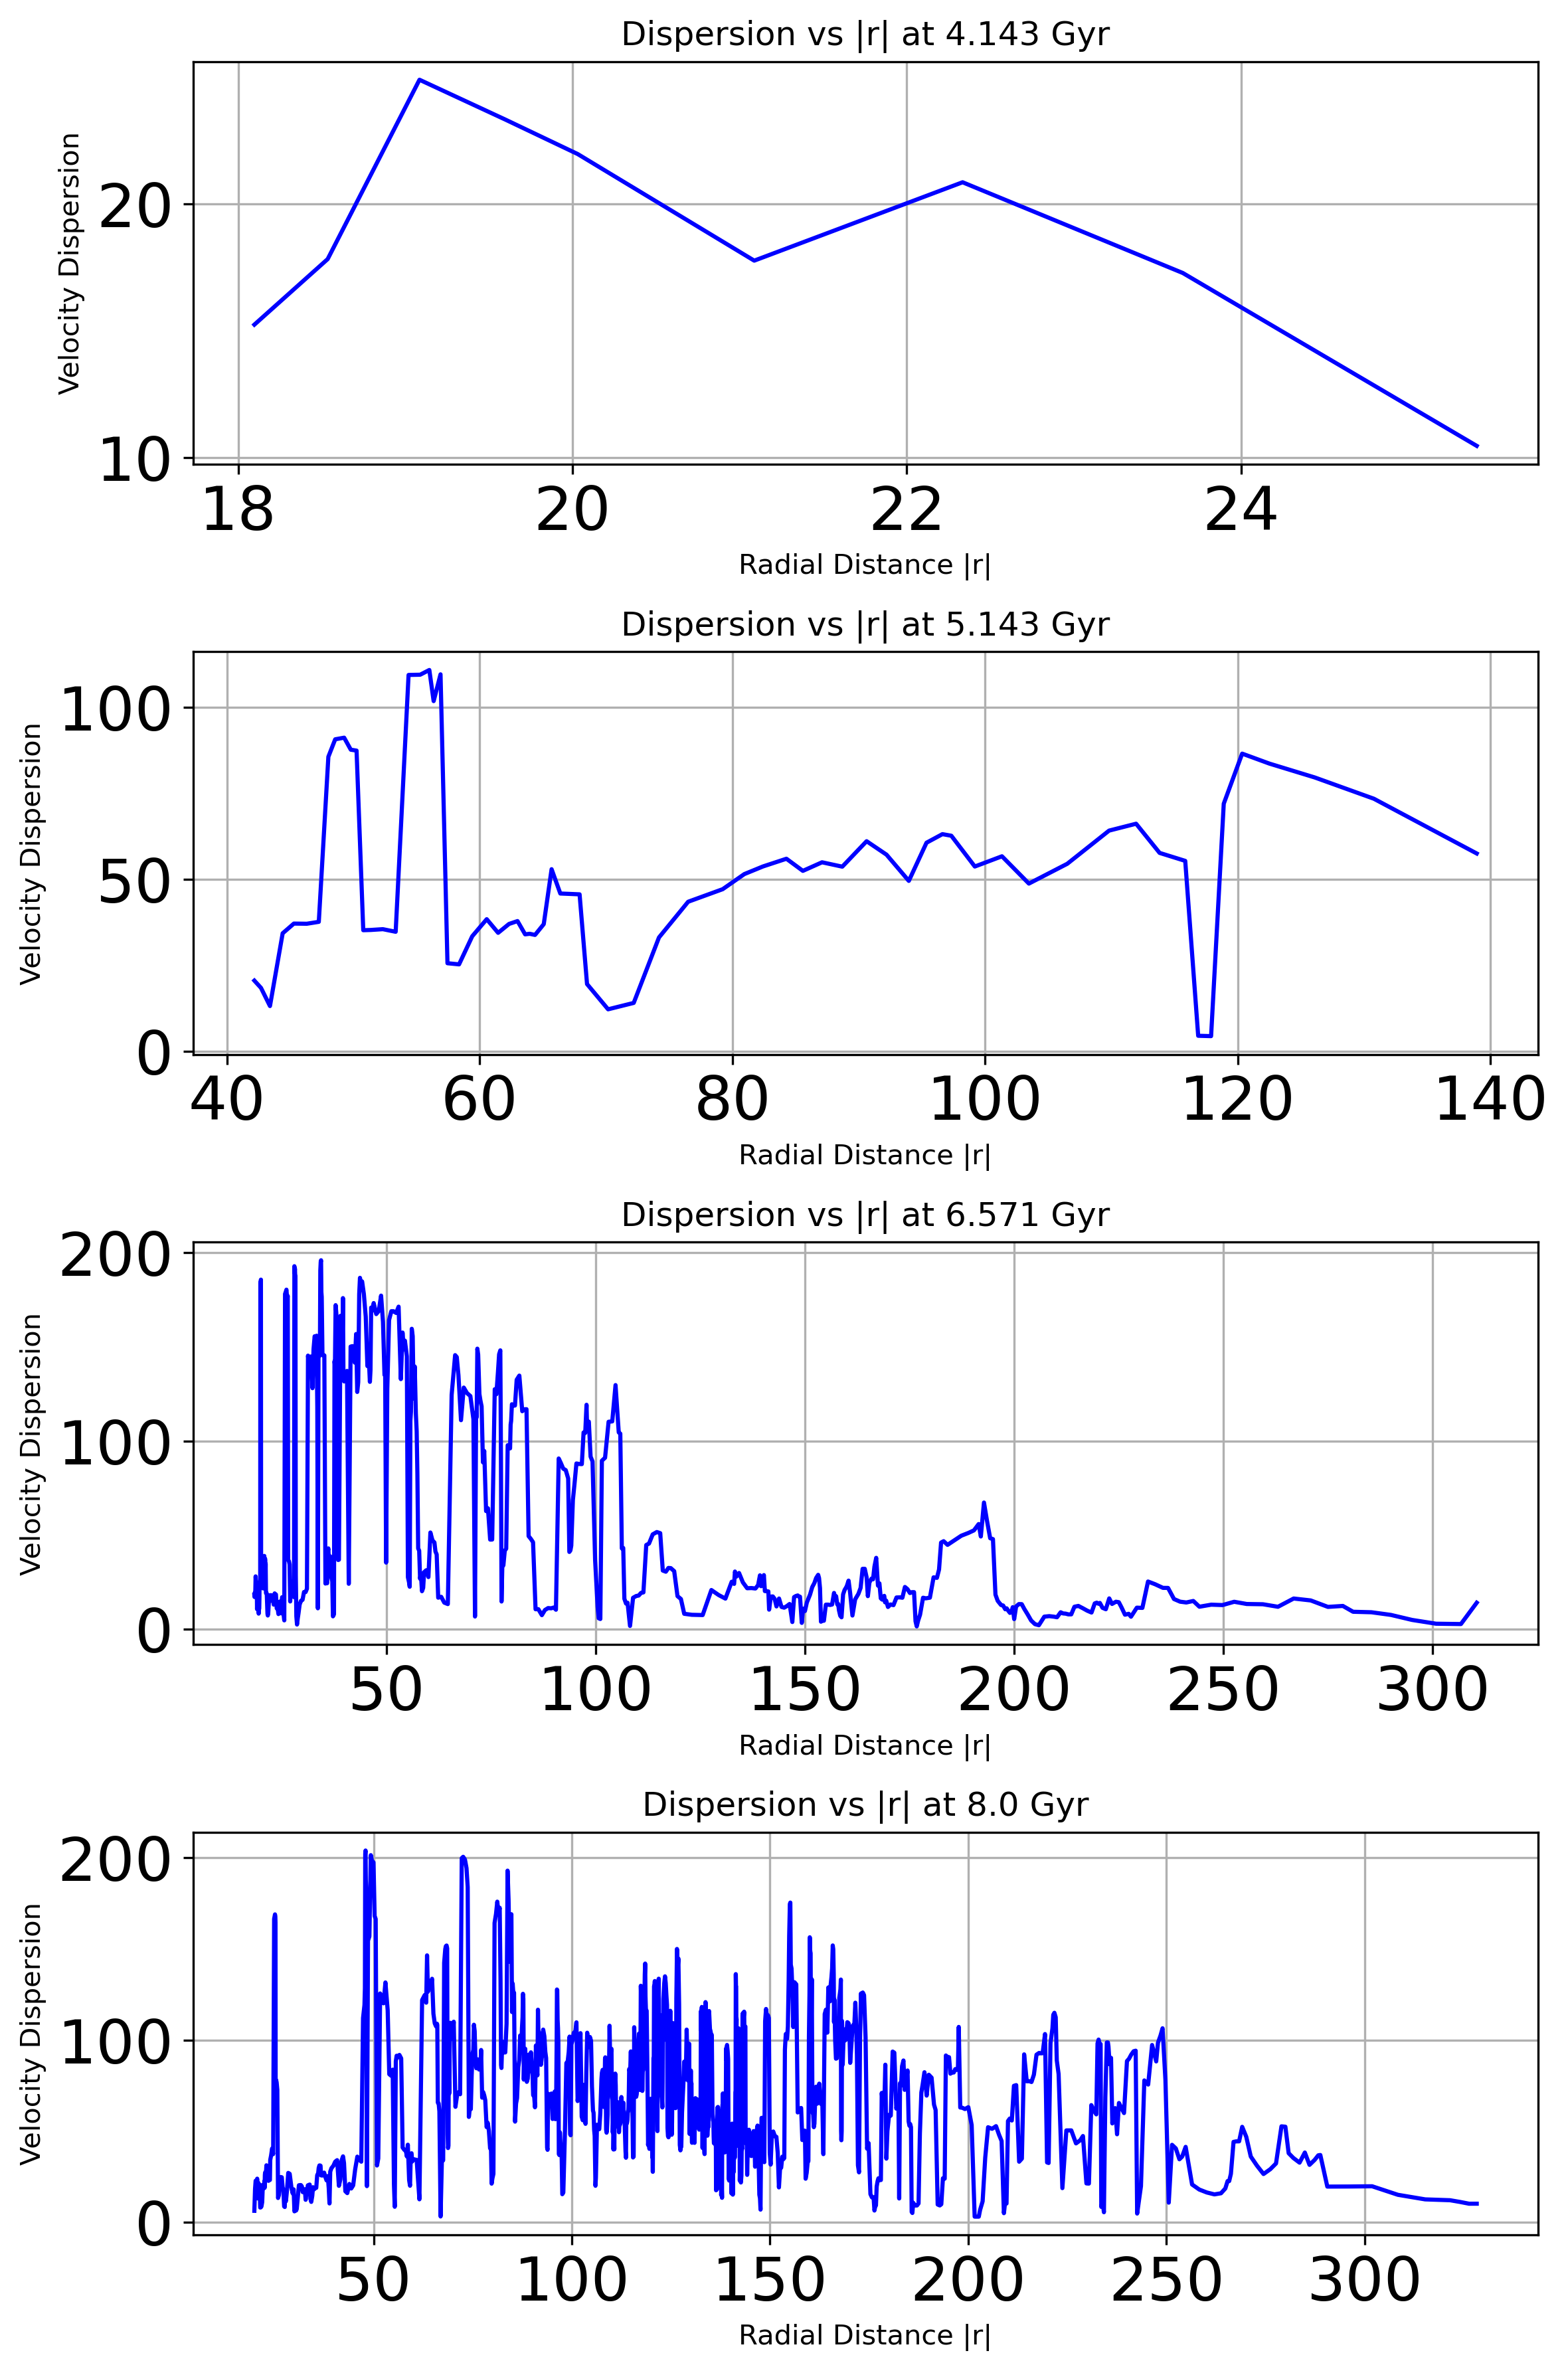 Dispersion vs |r| at 4.143 Gyr
Velocity Dispersion
20
10
18 20 22 24
Radial Distance |r|
Dispersion vs |r| at 5.143 Gyr
Velocity Dispersion
100
50
0
40 60 80 100 120 140
Radial Distance |r|
Dispersion vs |r| at 6.571 Gyr
Velocity Dispersion
200
100
0
50 100 150 200 250 300
Radial Distance |r|
Dispersion vs |r| at 8.0 Gyr
Velocity Dispersion
200
100
0
50 100 150 200 250 300
Radial Distance |r|